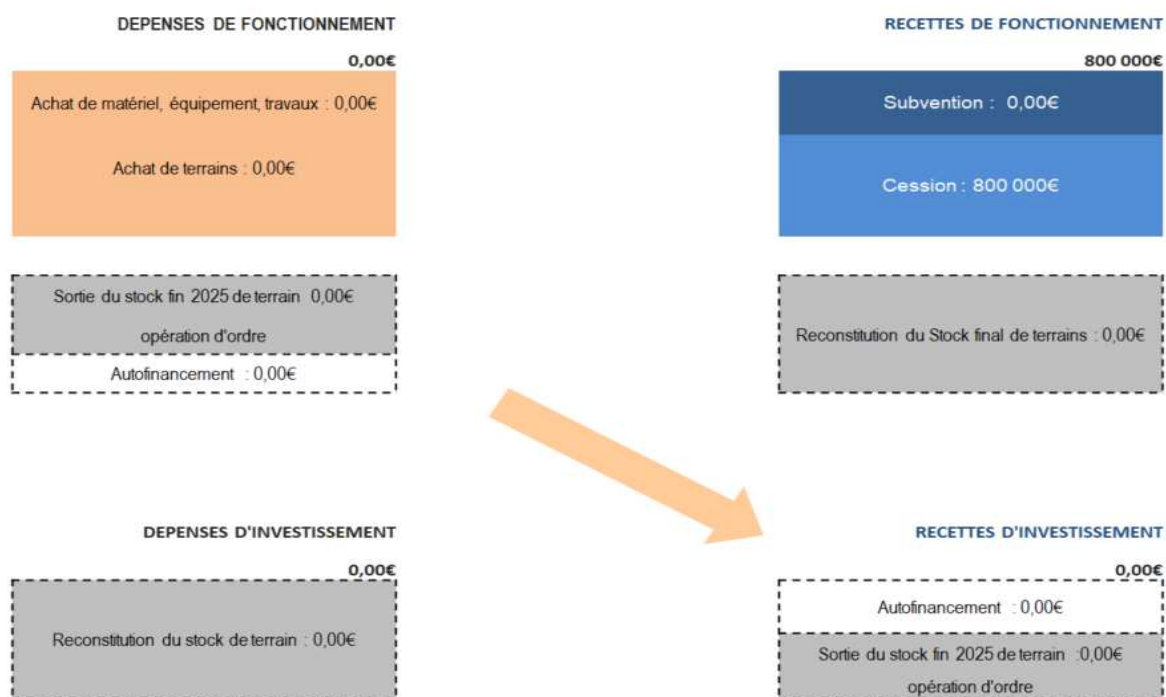 DEPENSES DE FONCTIONNEMENT
0,00€
Achat de matériel, équipement, travaux : 0,00€
Achat de terrains : 0,00€
Sortie du stock fin 2025 de terrain 0,00€
opération d'ordre
Autofinancement : 0,00€
RECETTES DE FONCTIONNEMENT
800 000€
Subvention : 0,00€
Cession : 800 000€
Reconstitution du Stock final de terrains : 0,00€
DEPENSES D'INVESTISSEMENT
0,00€
Reconstitution du stock de terrain : 0,00€
RECETTES D'INVESTISSEMENT
0,00€
Autofinancement : 0,00€
Sortie du stock fin 2025 de terrain :0,00€
opération d'ordre